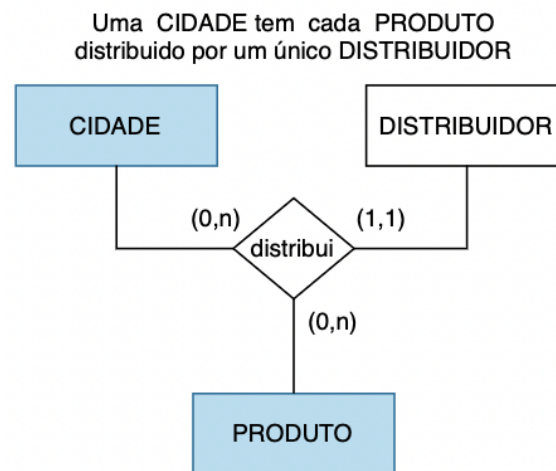 Uma CIDADE tem cada PRODUTO
distribuido por um único DISTRIBUIDOR
CIDADE
DISTRIBUIDOR
(0,n)
(1,1)
distribui
(0,n)
PRODUTO